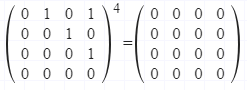 ( 0 1 0 1 )⁴ = ( 0 0 0 0 )
( 0 0 1 0 ) ( 0 0 0 0 )
( 0 0 0 1 ) ( 0 0 0 0 )
( 0 0 0 0 ) ( 0 0 0 0 )